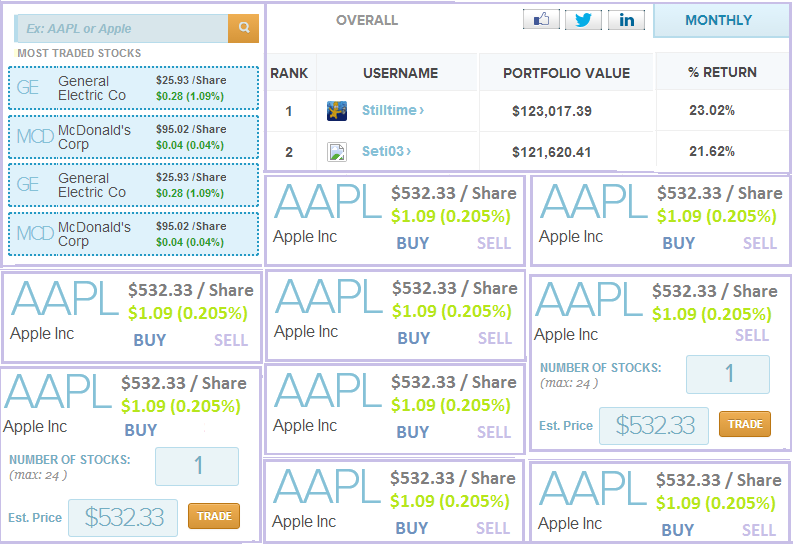 Ex: AAPL or Apple
MOST TRADED STOCKS
GE General Electric Co $25.93 /Share
$0.28 (1.09%)
MCD McDonald's Corp $95.02 /Share
$0.04 (0.04%)
GE General Electric Co $25.93 /Share
$0.28 (1.09%)
MCD McDonald's Corp $95.02 /Share
$0.04 (0.04%)
OVERALL in MONTHLY
RANK USERNAME PORTFOLIO VALUE % RETURN
1 Stilltime › $123,017.39 23.02%
2 Seti03 › $121,620.41 21.62%
AAPL $532.33 / Share
$1.09 (0.205%)
Apple Inc
BUY SELL
AAPL $532.33 / Share
$1.09 (0.205%)
Apple Inc
BUY SELL
AAPL $532.33 / Share
$1.09 (0.205%)
Apple Inc
BUY SELL
AAPL $532.33 / Share
$1.09 (0.205%)
Apple Inc
BUY SELL
AAPL $532.33 / Share
$1.09 (0.205%)
Apple Inc
SELL
NUMBER OF STOCKS: 1
(max: 24 )
Est. Price $532.33 TRADE
AAPL $532.33 / Share
$1.09 (0.205%)
Apple Inc
BUY
NUMBER OF STOCKS: 1
(max: 24 )
Est. Price $532.33 TRADE
AAPL $532.33 / Share
$1.09 (0.205%)
Apple Inc
BUY SELL
AAPL $532.33 / Share
$1.09 (0.205%)
Apple Inc
BUY SELL
AAPL $532.33 / Share
$1.09 (0.205%)
Apple Inc
BUY SELL